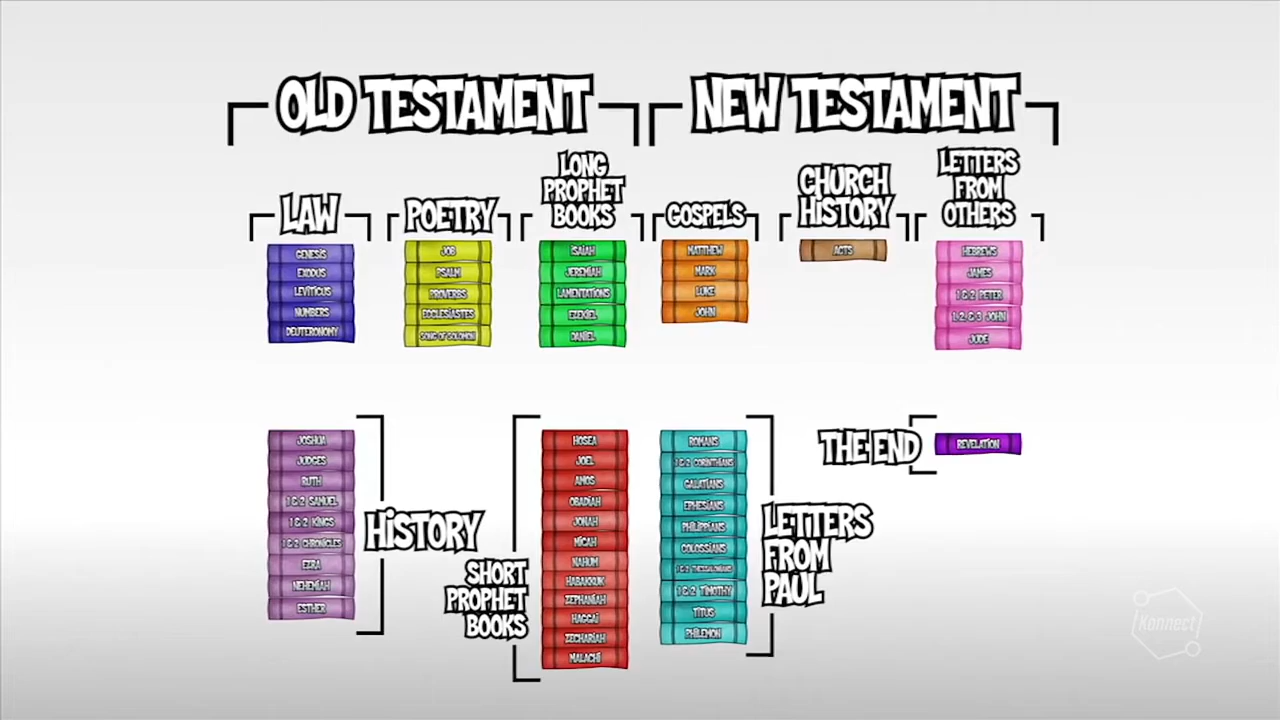 OLD TESTAMENT
NEW TESTAMENT
LAW
GENESIS
EXODUS
LEVITICUS
NUMBERS
DEUTERONOMY
POETRY
JOB
PSALM
PROVERBS
ECCLESIASTES
SONG OF SOLOMON
LONG
PROPHET
BOOKS
ISAIAH
JEREMIAH
LAMENTATIONS
EZEKIEL
DANIEL
GOSPELS
MATTHEW
MARK
LUKE
JOHN
CHURCH
HISTORY
ACTS
LETTERS
FROM
OTHERS
HEBREWS
JAMES
1 & 2 PETER
1, 2, & 3 JOHN
JUDE
JOSHUA
JUDGES
RUTH
1 & 2 SAMUEL
1 & 2 KINGS
1 & 2 CHRONICLES
EZRA
NEHEMIAH
ESTHER
HISTORY
SHORT
PROPHET
BOOKS
HOSEA
JOEL
AMOS
OBADIAH
JONAH
MICAH
NAHUM
HABAKKUK
ZEPHANIAH
HAGGAI
ZECHARIAH
MALACHI
ROMANS
1 & 2 CORINTHIANS
GALATIANS
EPHESIANS
PHILIPPIANS
COLOSSIANS
1 & 2 THESSALONIANS
1 & 2 TIMOTHY
TITUS
PHILEMON
LETTERS
FROM
PAUL
THE END
REVELATION
Konnect